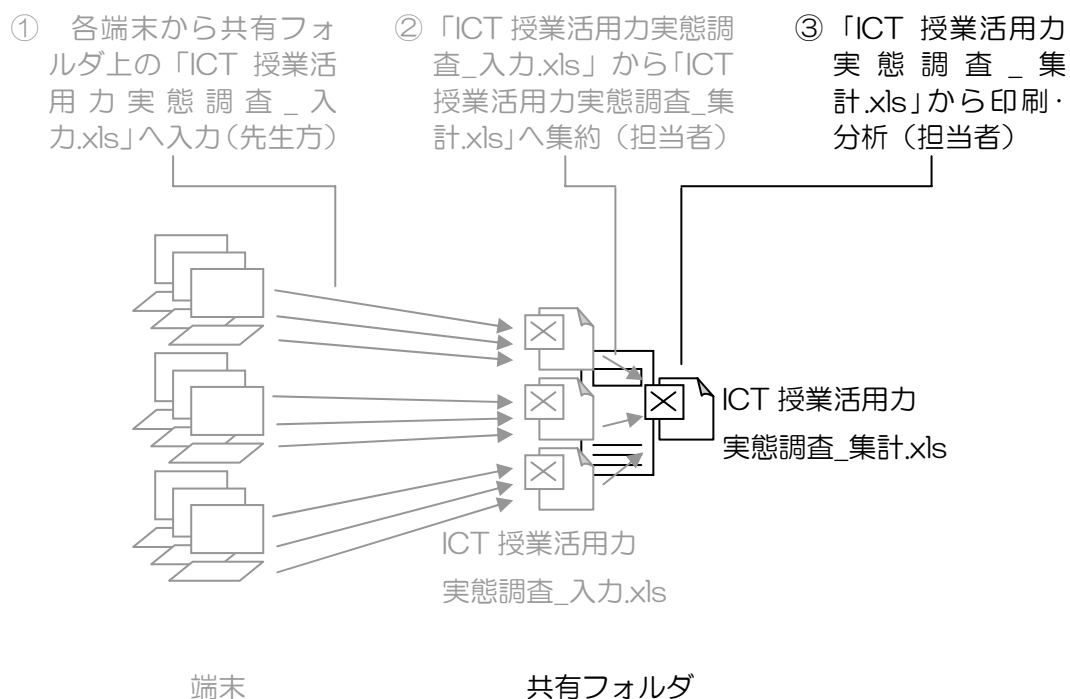 ① 各端末から共有フォ
ルダ上の「ICT 授業活
用力実態調査_入
力.xls」へ入力(先生方)
②「ICT 授業活用力実態調
査_入力.xls」から「ICT
授業活用力実態調査_集
計.xls」へ集約（担当者）
③「ICT 授業活用力
実態調査_集
計.xls」から印刷・
分析（担当者）
ICT 授業活用力
実態調査_集計.xls
ICT 授業活用力
実態調査_入力.xls
端末
共有フォルダ